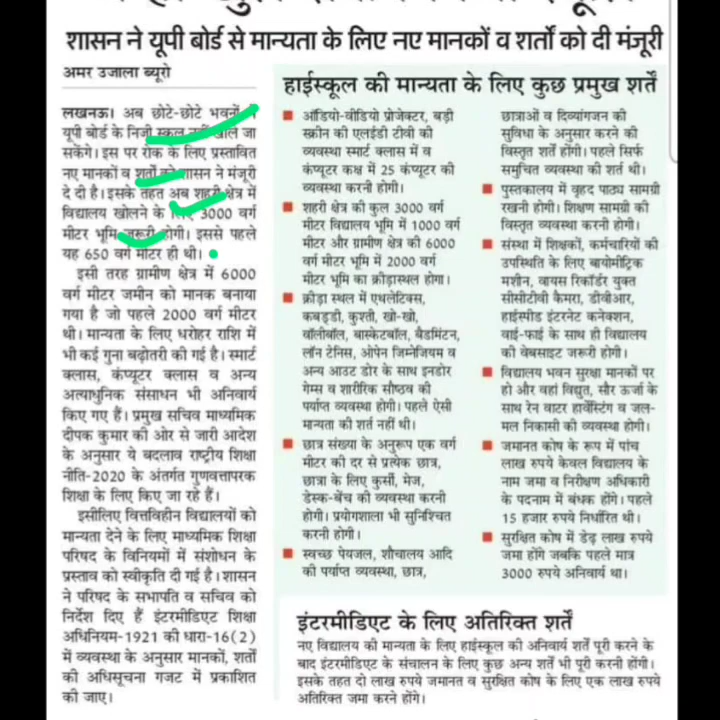 शासन ने यूपी बोर्ड से मान्यता के लिए नए मानकों व शर्तों को दी मंजूरी
अमर उजाला ब्यूरो
लखनऊ। अब छोटे-छोटे भवनों में
यूपी बोर्ड के निजी स्कूल नहीं खोले जा
सकेंगे। इस पर रोक के लिए प्रस्तावित
नए मानकों व शर्तों को शासन ने मंजूरी
दे दी है। इसके तहत अब शहरी क्षेत्र में
विद्यालय खोलने के लिए 3000 वर्ग
मीटर भूमि जरूरी होगी। इससे पहले
यह 650 वर्ग मीटर ही थी।
इसी तरह ग्रामीण क्षेत्र में 6000
वर्ग मीटर जमीन को मानक बनाया
गया है जो पहले 2000 वर्ग मीटर
थी। मान्यता के लिए धरोहर राशि में
भी कई गुना बढ़ोतरी की गई है। स्मार्ट
क्लास, कंप्यूटर क्लास व अन्य
अत्याधुनिक संसाधन भी अनिवार्य
किए गए हैं। प्रमुख सचिव माध्यमिक
दीपक कुमार की ओर से जारी आदेश
के अनुसार ये बदलाव राष्ट्रीय शिक्षा
नीति-2020 के अंतर्गत गुणवत्तापरक
शिक्षा के लिए किए जा रहे हैं।
इसीलिए वित्तविहीन विद्यालयों को
मान्यता देने के लिए माध्यमिक शिक्षा
परिषद के विनियमों में संशोधन के
प्रस्ताव को स्वीकृति दी गई है। शासन
ने परिषद के सभापति व सचिव को
निर्देश दिए हैं इंटरमीडिएट शिक्षा
अधिनियम-1921 की धारा-16(2)
में व्यवस्था के अनुसार मानकों, शर्तों
की अधिसूचना गजट में प्रकाशित
की जाए।
हाईस्कूल की मान्यता के लिए कुछ प्रमुख शर्तें
ऑडियो-वीडियो प्रोजेक्टर, बड़ी
स्क्रीन की एलईडी टीवी की
व्यवस्था स्मार्ट क्लास में व
कंप्यूटर कक्ष में 25 कंप्यूटर की
व्यवस्था करनी होगी।
शहरी क्षेत्र की कुल 3000 वर्ग
मीटर विद्यालय भूमि में 1000 वर्ग
मीटर और ग्रामीण क्षेत्र की 6000
वर्ग मीटर भूमि में 2000 वर्ग
मीटर भूमि का क्रीड़ास्थल होगा।
क्रीड़ा स्थल में एथलेटिक्स,
कबड्डी, कुश्ती, खो-खो,
वॉलीबॉल, बास्केटबॉल, बैडमिंटन,
लॉन टेनिस, ओपेन जिम्नेजियम व
अन्य आउट डोर के साथ इनडोर
गेम्स व शारीरिक सौष्ठव की
पर्याप्त व्यवस्था होगी। पहले ऐसी
मान्यता की शर्त नहीं थी।
छात्र संख्या के अनुरूप एक वर्ग
मीटर की दर से प्रत्येक छात्र,
छात्रा के लिए कुर्सी, मेज,
डेस्क-बेंच की व्यवस्था करनी
होगी। प्रयोगशाला भी सुनिश्चित
करनी होगी।
स्वच्छ पेयजल, शौचालय आदि
की पर्याप्त व्यवस्था, छात्र,
छात्राओं व दिव्यांगजन की
सुविधा के अनुसार करने की
विस्तृत शर्तें होंगी। पहले सिर्फ
समुचित व्यवस्था की शर्त थी।
पुस्तकालय में वृहद पाठ्य सामग्री
रखनी होगी। शिक्षण सामग्री की
विस्तृत व्यवस्था करनी होगी।
संस्था में शिक्षकों, कर्मचारियों की
उपस्थिति के लिए बायोमीट्रिक
मशीन, वायस रिकॉर्डर युक्त
सीसीटीवी कैमरा, डीवीआर,
हाईस्पीड इंटरनेट कनेक्शन,
वाई-फाई के साथ ही विद्यालय
की वेबसाइट जरूरी होगी।
विद्यालय भवन सुरक्षा मानकों पर
हो और वहां विद्युत, सौर ऊर्जा के
साथ रेन वाटर हार्वेस्टिंग व जल-
मल निकासी की व्यवस्था होगी।
जमानत कोष के रूप में पांच
लाख रुपये केवल विद्यालय के
नाम जमा व निरीक्षण अधिकारी
के पदनाम में बंधक होंगे। पहले
15 हजार रुपये निर्धारित थी।
सुरक्षित कोष में डेढ़ लाख रुपये
जमा होंगे जबकि पहले मात्र
3000 रुपये अनिवार्य था।
इंटरमीडिएट के लिए अतिरिक्त शर्तें
नए विद्यालय की मान्यता के लिए हाईस्कूल की अनिवार्य शर्तें पूरी करने के
बाद इंटरमीडिएट के संचालन के लिए कुछ अन्य शर्तें भी पूरी करनी होंगी।
इसके तहत दो लाख रुपये जमानत व सुरक्षित कोष के लिए एक लाख रुपये
अतिरिक्त जमा करने होंगे।